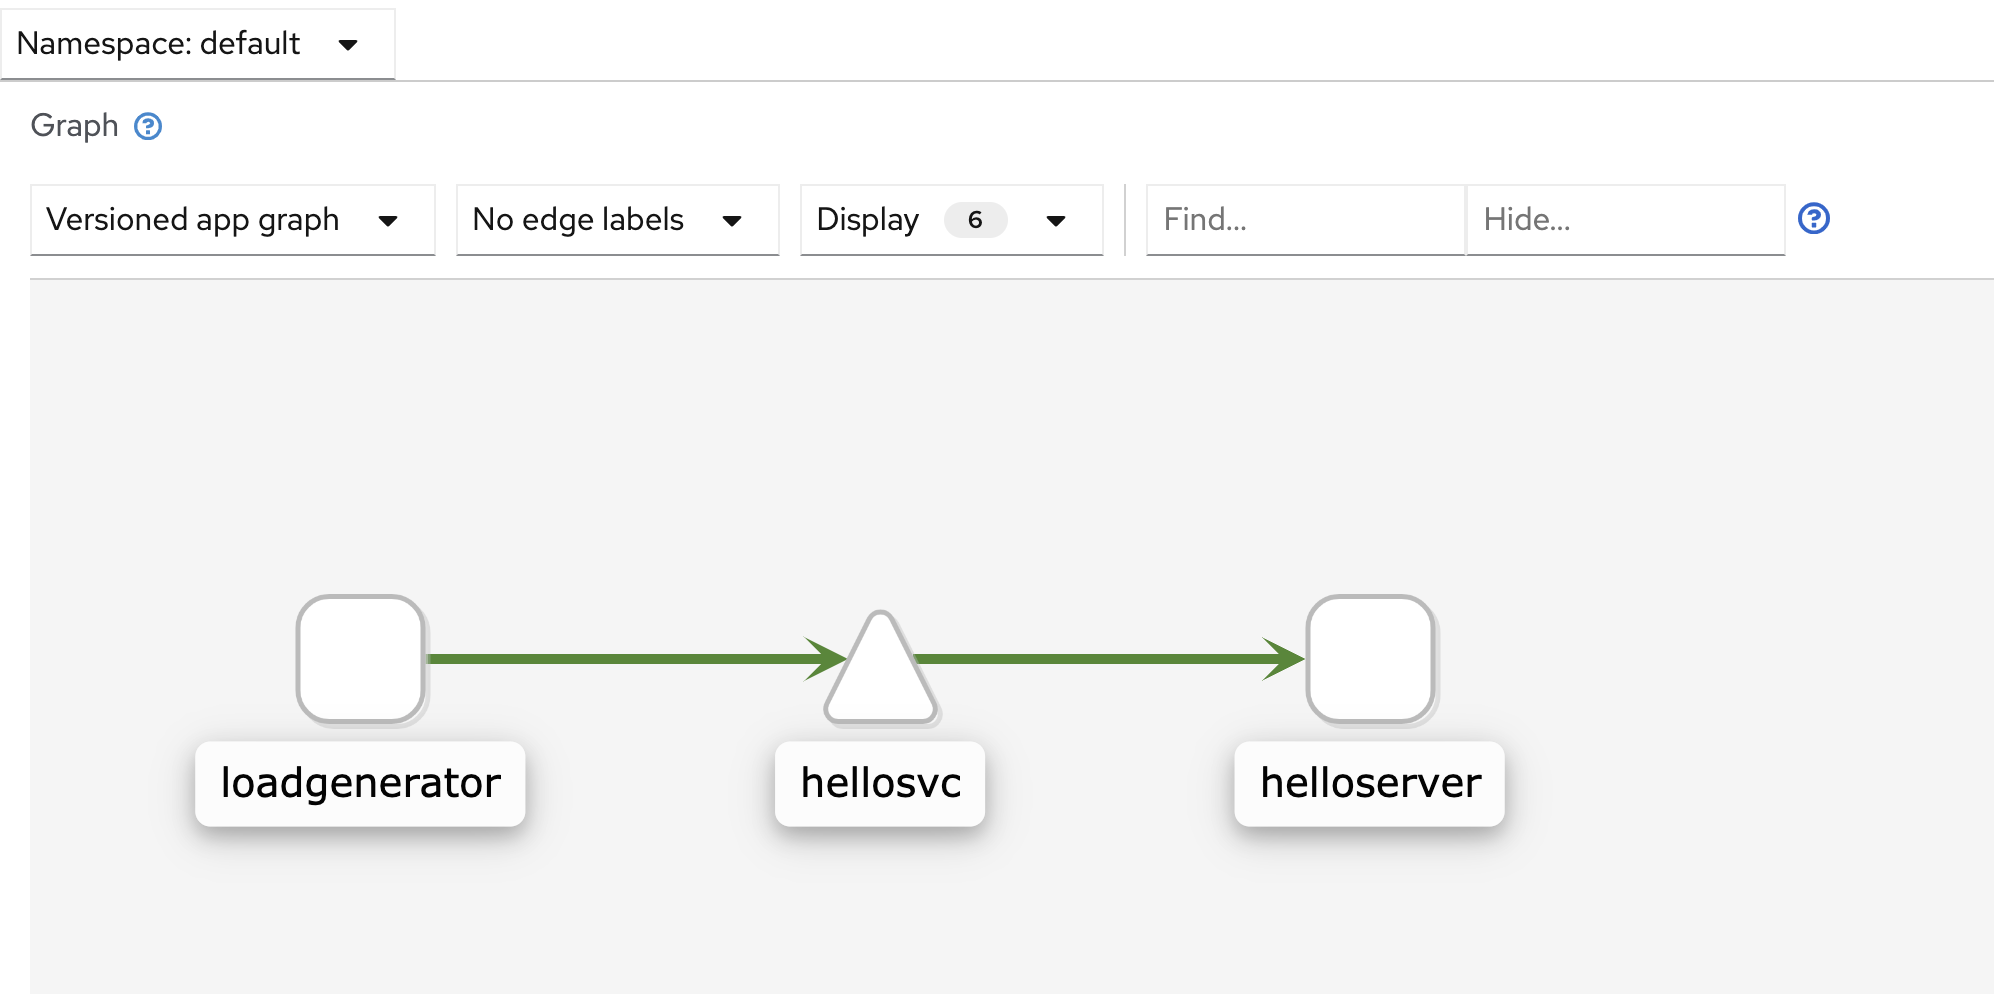 Namespace: default
Graph
Versioned app graph No edge labels Display 6 Find... Hide...
loadgenerator hellosvc helloserver